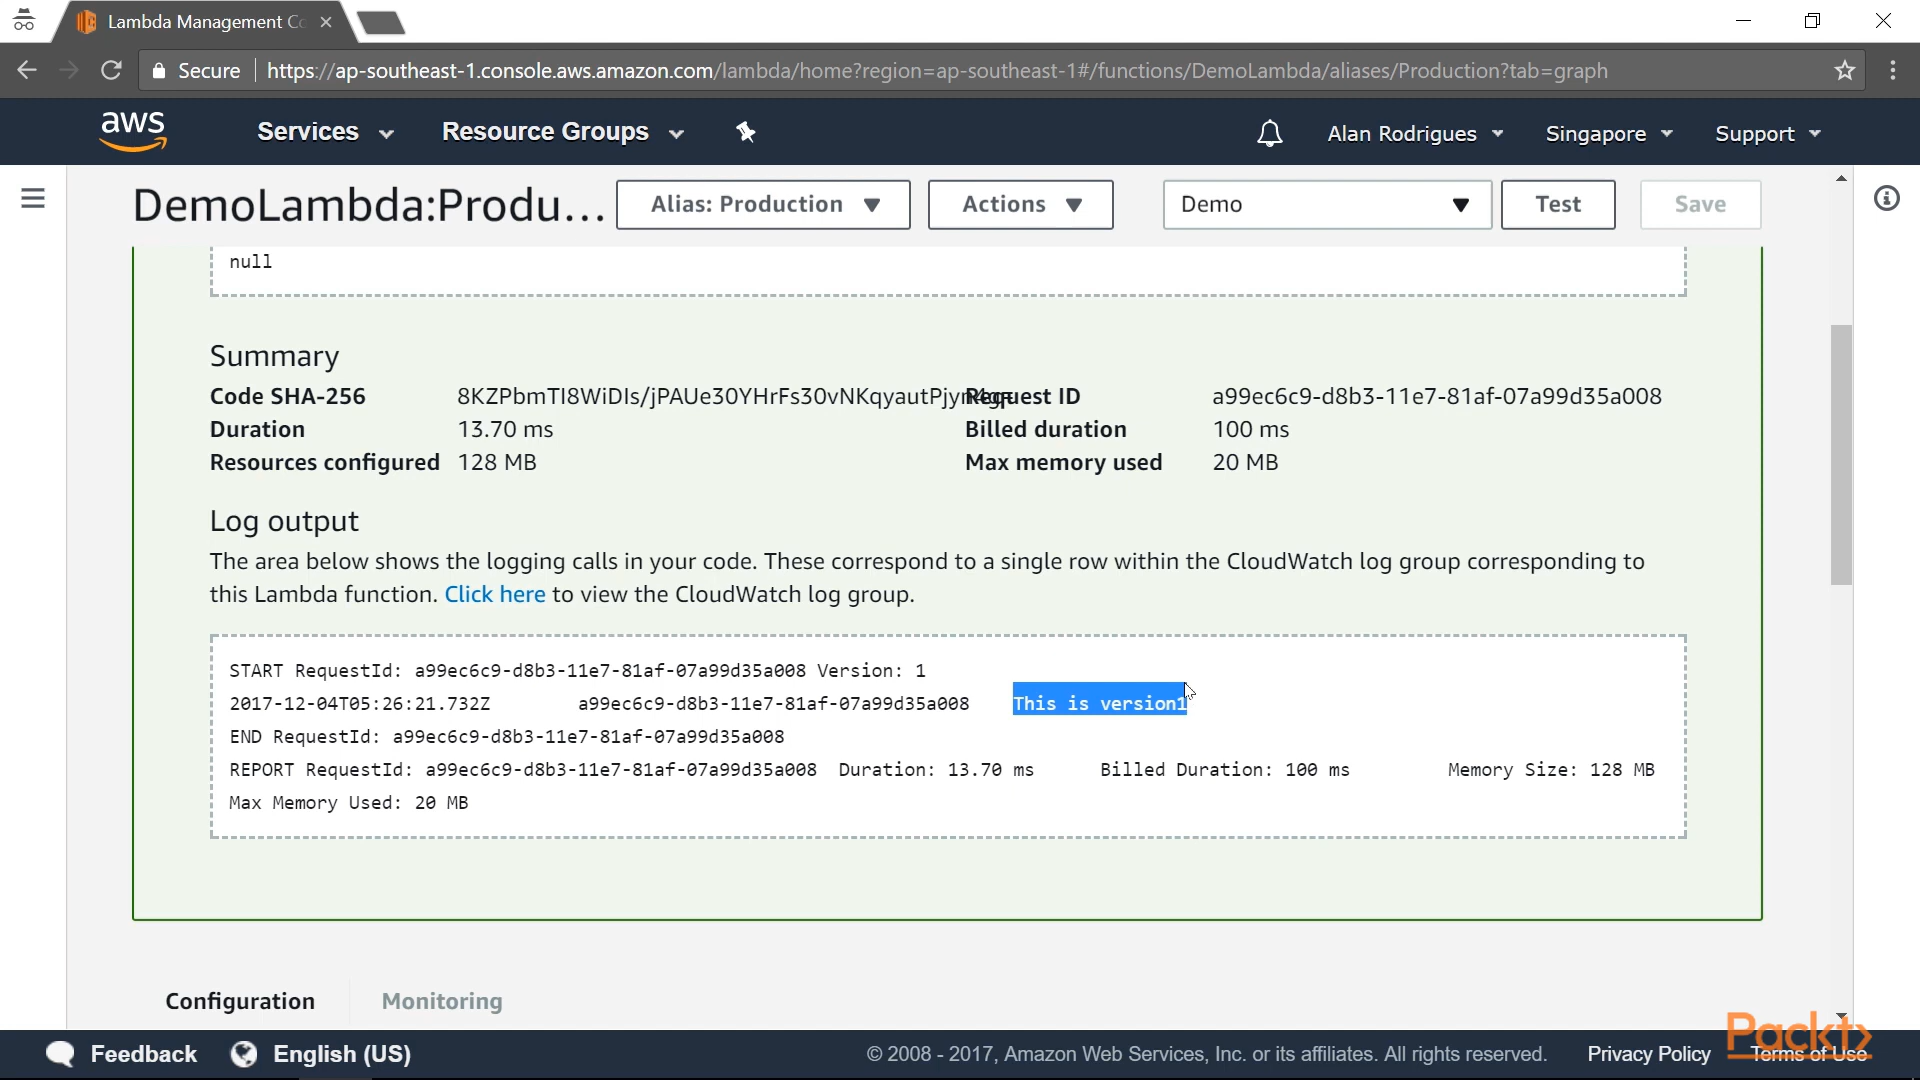 Lambda Management Co
Secure https://ap-southeast-1.console.aws.amazon.com/lambda/home?region=ap-southeast-1#/functions/DemoLambda/aliases/Production?tab=graph
aws Services Resource Groups Alan Rodrigues Singapore Support
DemoLambda:Produ... Alias: Production Actions Demo Test Save
null
Summary
Code SHA-256 Request ID a99ec6c9-d8b3-11e7-81af-07a99d35a008
Duration 13.70 ms Billed duration 100 ms
Resources configured 128 MB Max memory used 20 MB
Log output
The area below shows the logging calls in your code. These correspond to a single row within the CloudWatch log group corresponding to
this Lambda function. Click here to view the CloudWatch log group.
START RequestId: a99ec6c9-d8b3-11e7-81af-07a99d35a008 Version: 1
2017-12-04T05:26:21.732Z a99ec6c9-d8b3-11e7-81af-07a99d35a008 This is version1
END RequestId: a99ec6c9-d8b3-11e7-81af-07a99d35a008
REPORT RequestId: a99ec6c9-d8b3-11e7-81af-07a99d35a008 Duration: 13.70 ms Billed Duration: 100 ms Memory Size: 128 MB
Max Memory Used: 20 MB
Configuration Monitoring
Packt
Feedback English (US) © 2008 - 2017, Amazon Web Services, Inc. or its affiliates. All rights reserved. Privacy Policy Terms of Use